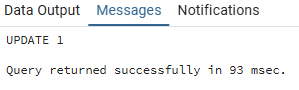 Data Output Messages Notifications
UPDATE 1
Query returned successfully in 93 msec.